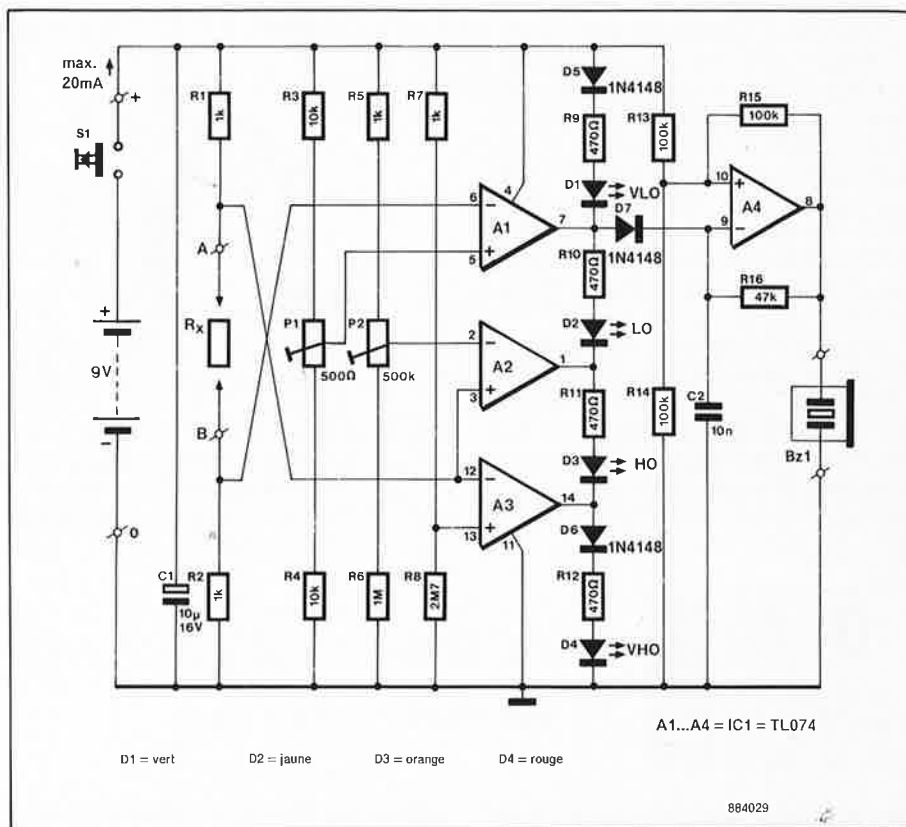 max.
20mA
+
S1
+
9V
−
0
C1
10µ
16V
R1
1k
A
RX
B
R2
1k
R3
10k
P1
500Ω
R4
10k
R5
1k
P2
500k
R6
1M
R7
1k
R8
2M7
6
−
A1
+
5
4
7
2
−
A2
+
3
1
12
−
A3
+
13
11
14
D5
1N4148
R9
470Ω
D1
VLO
D7
1N4148
R10
470Ω
D2
LO
R11
470Ω
D3
HO
D6
1N4148
R12
470Ω
D4
VHO
R13
100k
R14
100k
R15
100k
10
+
A4
−
9
8
R16
47k
C2
10n
Bz1
A1...A4 = IC1 = TL074
D1 = vert D2 = jaune D3 = orange D4 = rouge
884029